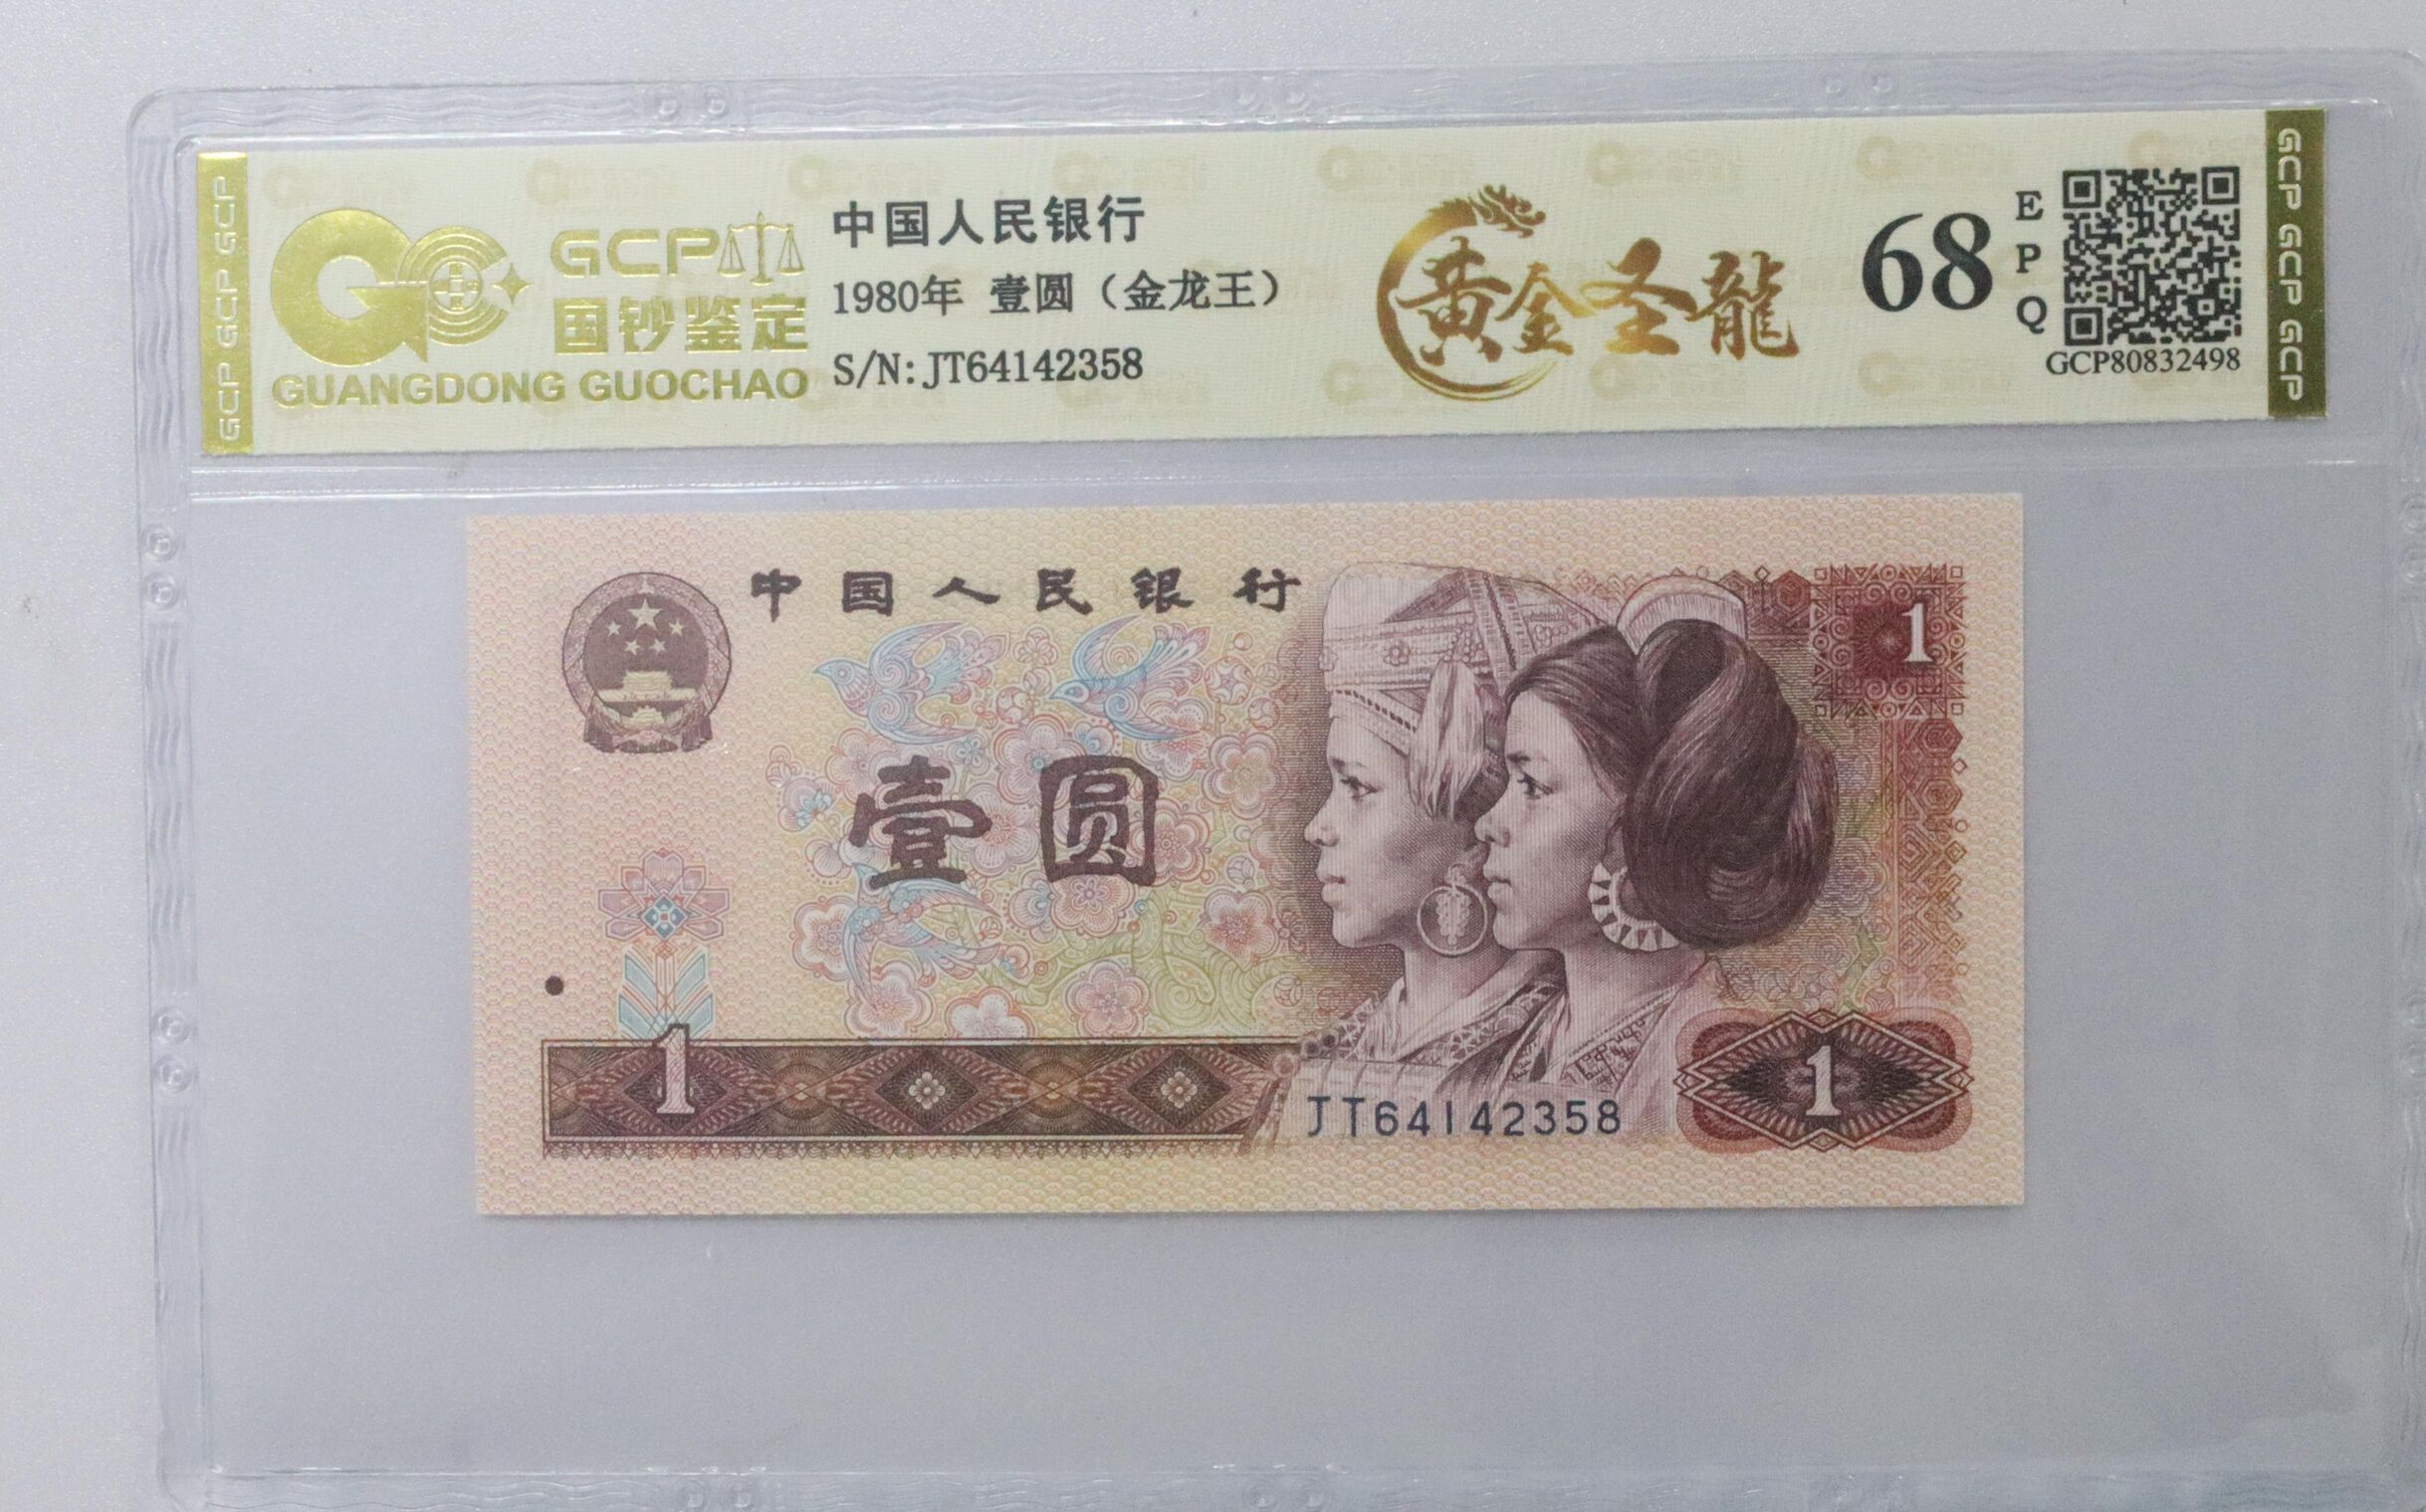 GCP GCP GCP
GCP
国钞鉴定
GUANGDONG GUOCHAO
中国人民银行
1980年 壹圆（金龙王）
S/N: JT64142358
黄金圣龍
68
E
P
Q
GCP80832498
GCP GCP GCP
中国人民银行
1
壹圆
1
JT64142358
1